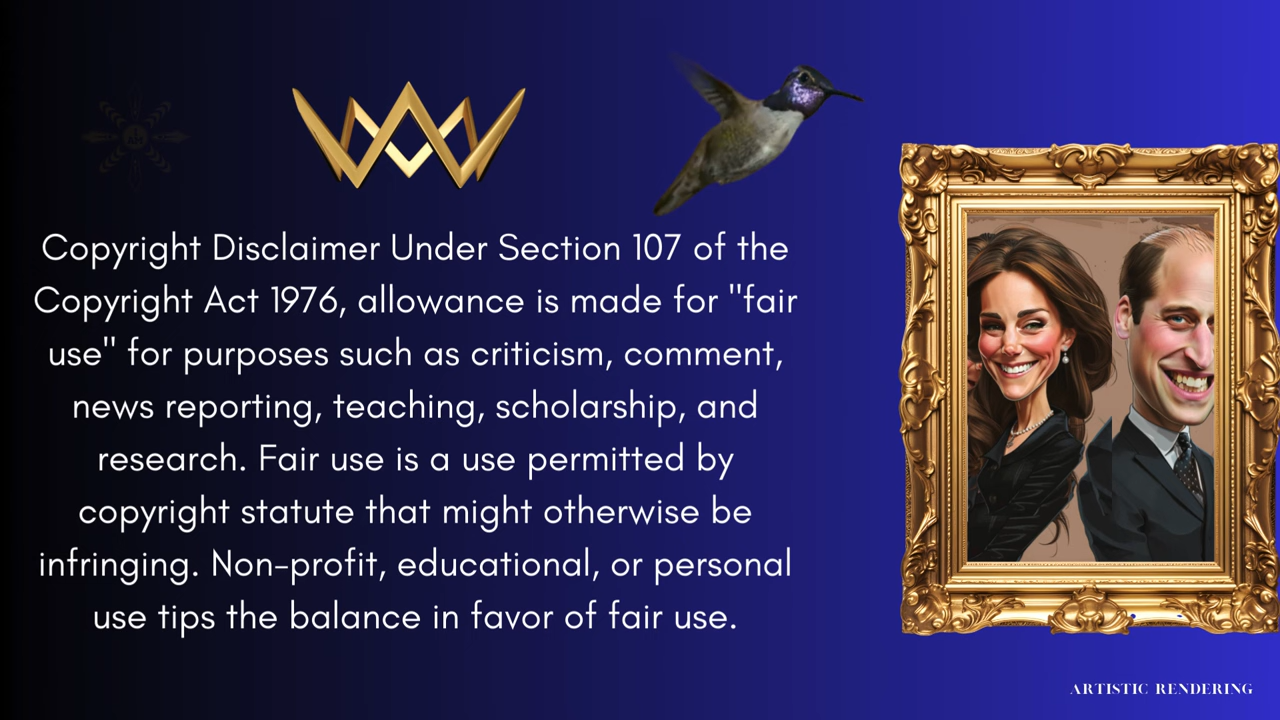 Copyright Disclaimer Under Section 107 of the
Copyright Act 1976, allowance is made for "fair
use" for purposes such as criticism, comment,
news reporting, teaching, scholarship, and
research. Fair use is a use permitted by
copyright statute that might otherwise be
infringing. Non-profit, educational, or personal
use tips the balance in favor of fair use.
ARTISTIC RENDERING